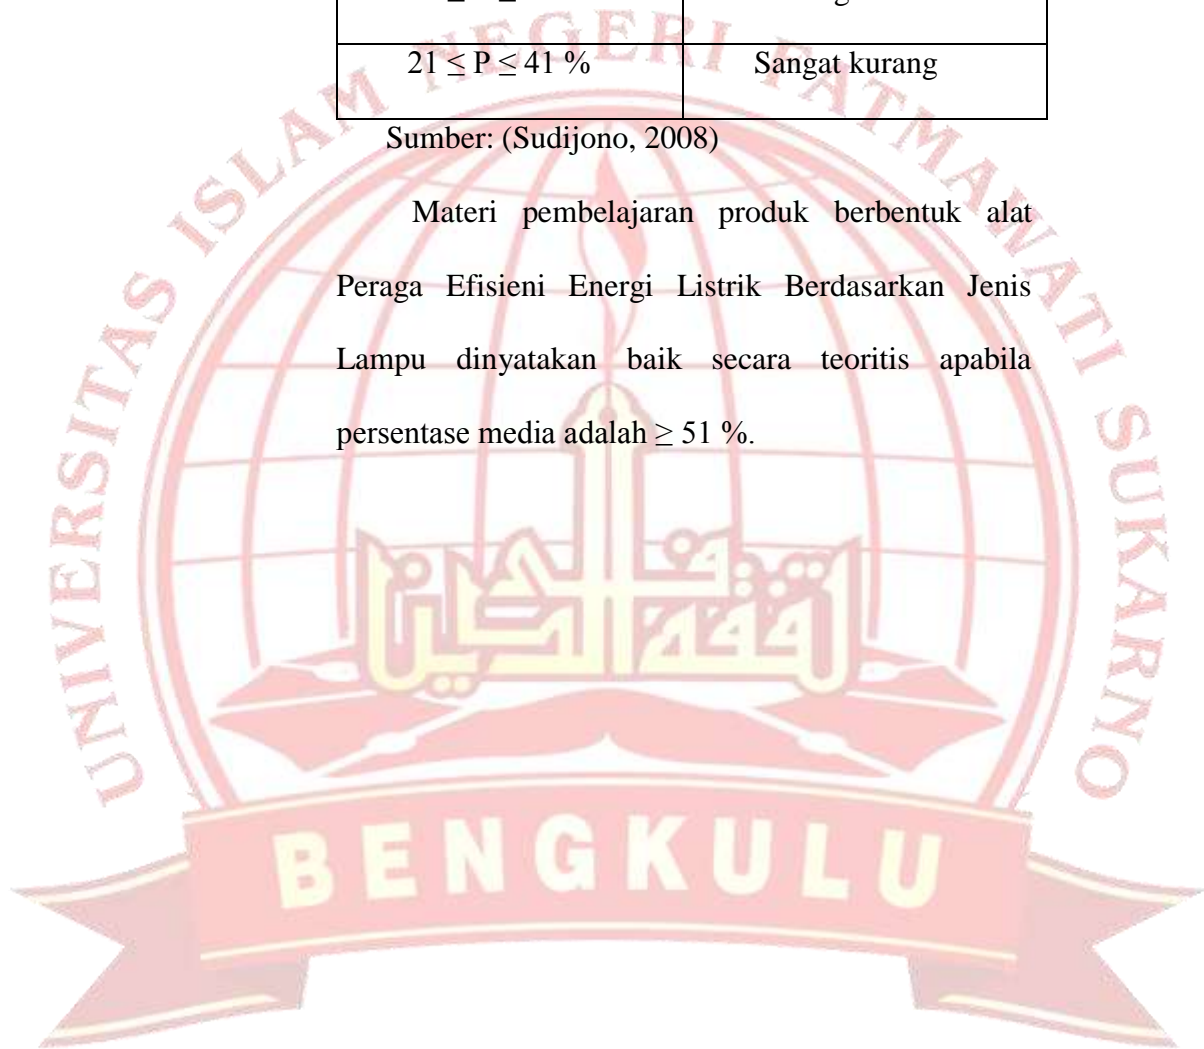 21 ≤ P ≤ 41 % Sangat kurang
Sumber: (Sudijono, 2008)
Materi pembelajaran produk berbentuk alat
Peraga Efisieni Energi Listrik Berdasarkan Jenis
Lampu dinyatakan baik secara teoritis apabila
persentase media adalah ≥ 51 %.
UNIVERSITAS ISLAM NEGERI FATMAWATI SUKARNO
BENGKULU